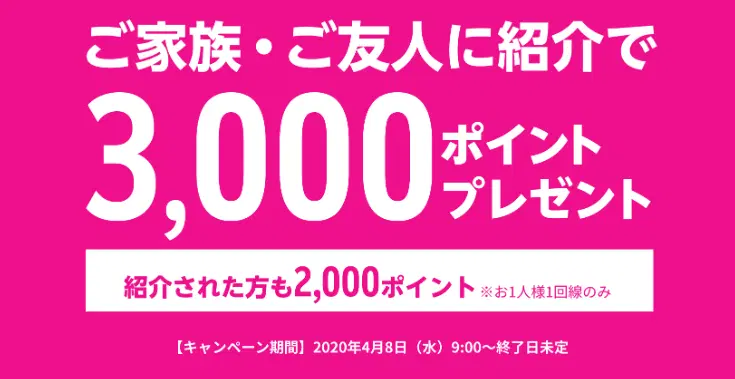 ご家族・ご友人に紹介で
3,000ポイント
プレゼント
紹介された方も2,000ポイント ※お1人様1回線のみ
【キャンペーン期間】2020年4月8日（水）9:00〜終了日未定